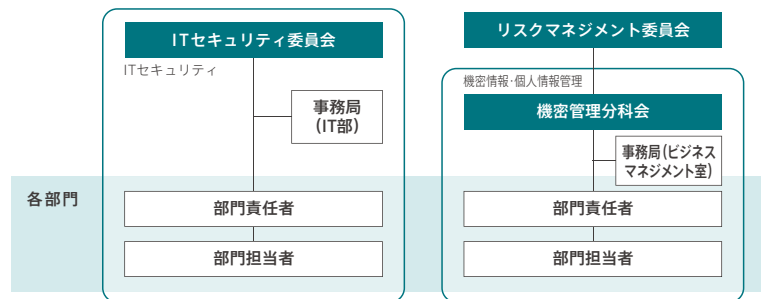 ITセキュリティ委員会
ITセキュリティ
事務局
(IT部)
リスクマネジメント委員会
機密情報・個人情報管理
機密管理分科会
事務局(ビジネス
マネジメント室)
各部門
部門責任者
部門担当者
部門責任者
部門担当者